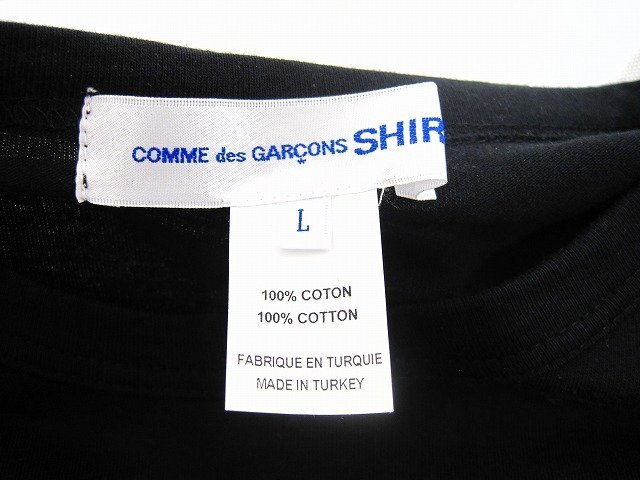 COMME des GARÇONS SHIR
L
100% COTON
100% COTTON
FABRIQUE EN TURQUIE
MADE IN TURKEY